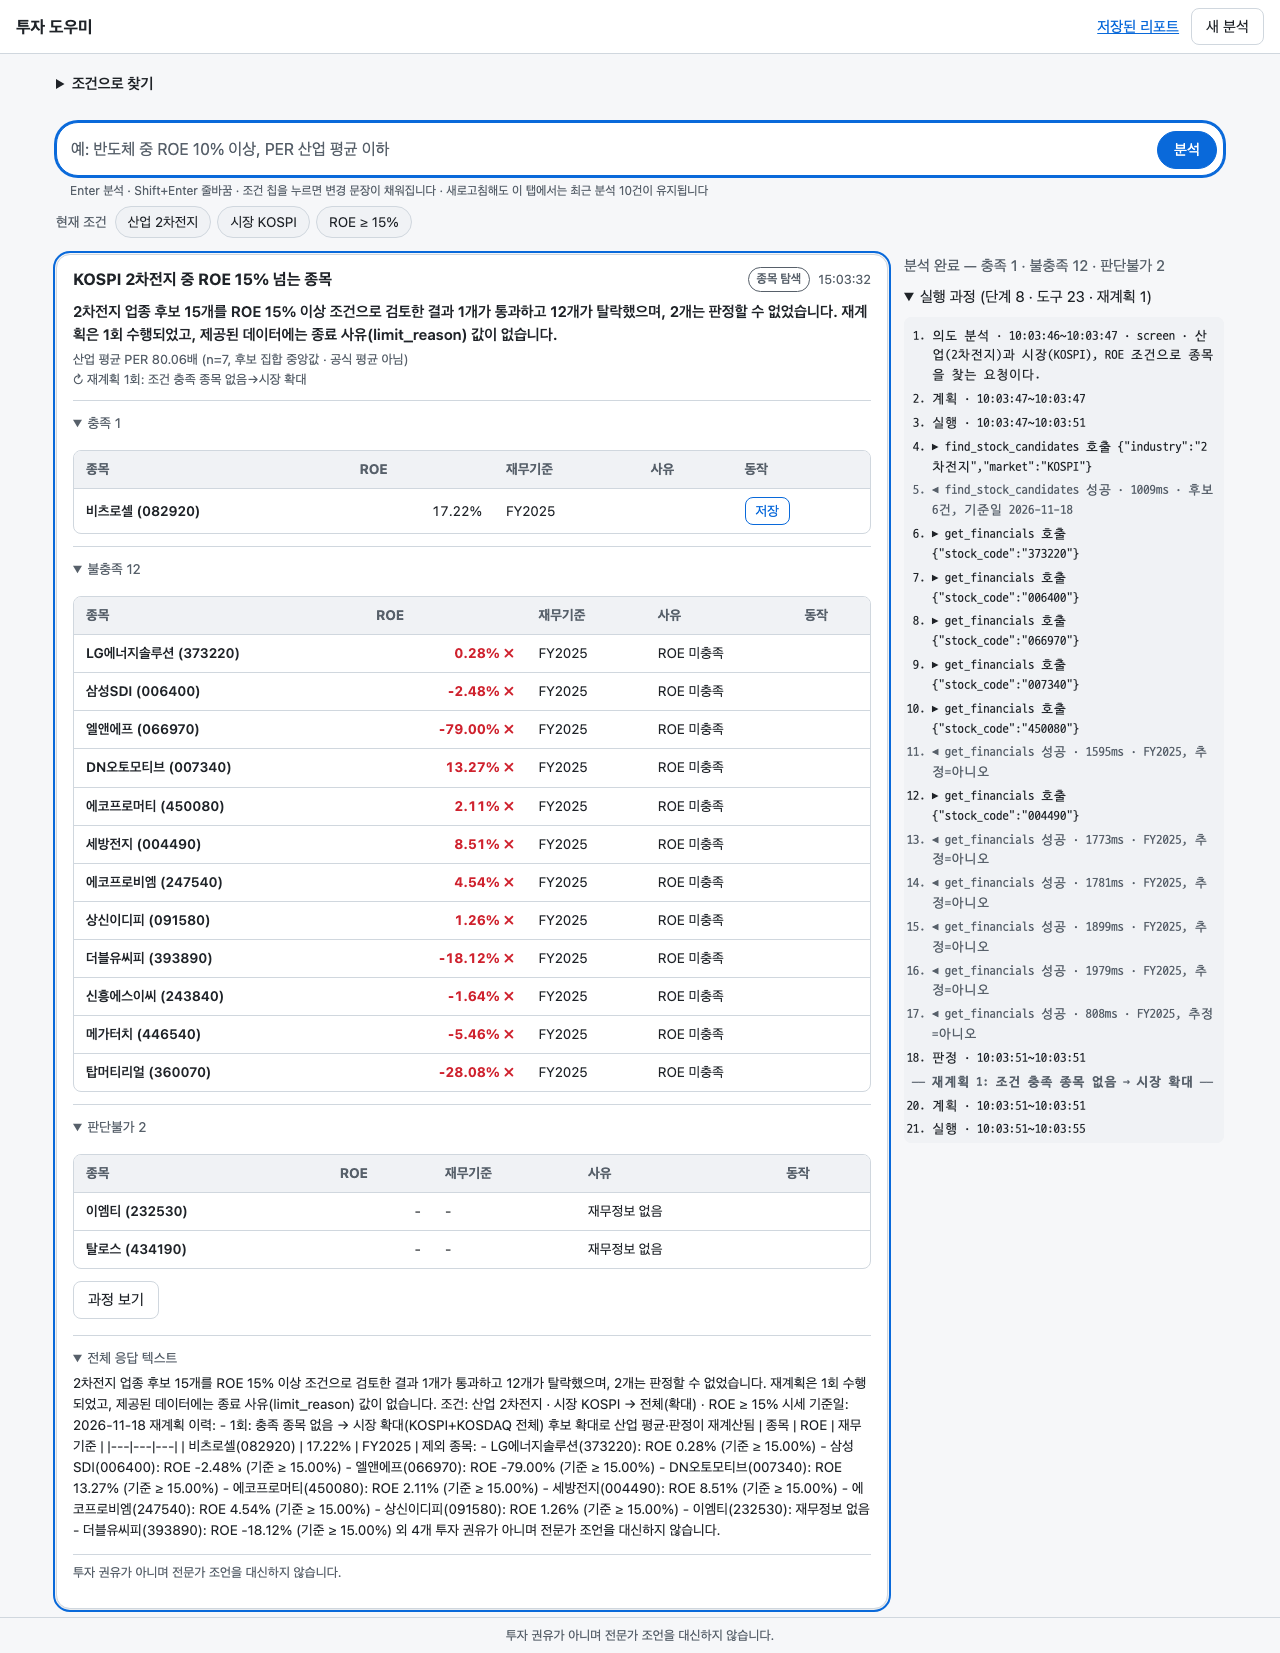 투자 도우미
저장된 리포트
새 분석
▶ 조건으로 찾기
예: 반도체 중 ROE 10% 이상, PER 산업 평균 이하
분석
Enter 분석 · Shift+Enter 줄바꿈 · 조건 칩을 누르면 변경 문장이 채워집니다 · 새로고침해도 이 탭에서는 최근 분석 10건이 유지됩니다
현재 조건 산업 2차전지 시장 KOSPI ROE ≥ 15%
KOSPI 2차전지 중 ROE 15% 넘는 종목
종목 탐색 15:03:32
2차전지 업종 후보 15개를 ROE 15% 이상 조건으로 검토한 결과 1개가 통과하고 12개가 탈락했으며, 2개는 판정할 수 없었습니다. 재계
획은 1회 수행되었고, 제공된 데이터에는 종료 사유(limit_reason) 값이 없습니다.
산업 평균 PER 80.06배 (n=7, 후보 집합 중앙값 · 공식 평균 아님)
↻ 재계획 1회: 조건 충족 종목 없음→시장 확대
▼ 충족 1
종목 ROE 재무기준 사유 동작
비츠로셀 (082920) 17.22% FY2025 저장
▼ 불충족 12
종목 ROE 재무기준 사유 동작
LG에너지솔루션 (373220) 0.28% ✕ FY2025 ROE 미충족
삼성SDI (006400) -2.48% ✕ FY2025 ROE 미충족
엘앤에프 (066970) -79.00% ✕ FY2025 ROE 미충족
DN오토모티브 (007340) 13.27% ✕ FY2025 ROE 미충족
에코프로머티 (450080) 2.11% ✕ FY2025 ROE 미충족
세방전지 (004490) 8.51% ✕ FY2025 ROE 미충족
에코프로비엠 (247540) 4.54% ✕ FY2025 ROE 미충족
상신이디피 (091580) 1.26% ✕ FY2025 ROE 미충족
더블유씨피 (393890) -18.12% ✕ FY2025 ROE 미충족
신흥에스이씨 (243840) -1.64% ✕ FY2025 ROE 미충족
메가터치 (446540) -5.46% ✕ FY2025 ROE 미충족
탑머티리얼 (360070) -28.08% ✕ FY2025 ROE 미충족
▼ 판단불가 2
종목 ROE 재무기준 사유 동작
이엠티 (232530) - - 재무정보 없음
탈로스 (434190) - - 재무정보 없음
과정 보기
▼ 전체 응답 텍스트
2차전지 업종 후보 15개를 ROE 15% 이상 조건으로 검토한 결과 1개가 통과하고 12개가 탈락했으며, 2개는 판정할 수 없었습니다. 재계획은 1회 수행
되었고, 제공된 데이터에는 종료 사유(limit_reason) 값이 없습니다. 조건: 산업 2차전지 · 시장 KOSPI → 전체(확대) · ROE ≥ 15% 시세 기준일:
2026-11-18 재계획 이력: - 1회: 충족 종목 없음 → 시장 확대(KOSPI+KOSDAQ 전체) 후보 확대로 산업 평균·판정이 재계산됨 | 종목 | ROE | 재무
기준 | |---|---|---| | 비츠로셀(082920) | 17.22% | FY2025 | 제외 종목: - LG에너지솔루션(373220): ROE 0.28% (기준 ≥ 15.00%) - 삼성
SDI(006400): ROE -2.48% (기준 ≥ 15.00%) - 엘앤에프(066970): ROE -79.00% (기준 ≥ 15.00%) - DN오토모티브(007340): ROE
13.27% (기준 ≥ 15.00%) - 에코프로머티(450080): ROE 2.11% (기준 ≥ 15.00%) - 세방전지(004490): ROE 8.51% (기준 ≥ 15.00%) - 에
코프로비엠(247540): ROE 4.54% (기준 ≥ 15.00%) - 상신이디피(091580): ROE 1.26% (기준 ≥ 15.00%) - 이엠티(232530): 재무정보 없음
- 더블유씨피(393890): ROE -18.12% (기준 ≥ 15.00%) 외 4개 투자 권유가 아니며 전문가 조언을 대신하지 않습니다.
투자 권유가 아니며 전문가 조언을 대신하지 않습니다.
분석 완료 — 충족 1 · 불충족 12 · 판단불가 2
▼ 실행 과정 (단계 8 · 도구 23 · 재계획 1)
1. 의도 분석 · 10:03:46~10:03:47 · screen · 산
업(2차전지)과 시장(KOSPI), ROE 조건으로 종목
을 찾는 요청이다.
2. 계획 · 10:03:47~10:03:47
3. 실행 · 10:03:47~10:03:51
4. ▶ find_stock_candidates 호출 {"industry":"2
차전지","market":"KOSPI"}
5. ◀ find_stock_candidates 성공 · 1009ms · 후보
6건, 기준일 2026-11-18
6. ▶ get_financials 호출
{"stock_code":"373220"}
7. ▶ get_financials 호출
{"stock_code":"006400"}
8. ▶ get_financials 호출
{"stock_code":"066970"}
9. ▶ get_financials 호출
{"stock_code":"007340"}
10. ▶ get_financials 호출
{"stock_code":"450080"}
11. ◀ get_financials 성공 · 1595ms · FY2025, 추
정=아니오
12. ▶ get_financials 호출
{"stock_code":"004490"}
13. ◀ get_financials 성공 · 1773ms · FY2025, 추
정=아니오
14. ◀ get_financials 성공 · 1781ms · FY2025, 추
정=아니오
15. ◀ get_financials 성공 · 1899ms · FY2025, 추
정=아니오
16. ◀ get_financials 성공 · 1979ms · FY2025, 추
정=아니오
17. ◀ get_financials 성공 · 808ms · FY2025, 추정
=아니오
18. 판정 · 10:03:51~10:03:51
— 재계획 1: 조건 충족 종목 없음 → 시장 확대 —
20. 계획 · 10:03:51~10:03:51
21. 실행 · 10:03:51~10:03:55
투자 권유가 아니며 전문가 조언을 대신하지 않습니다.